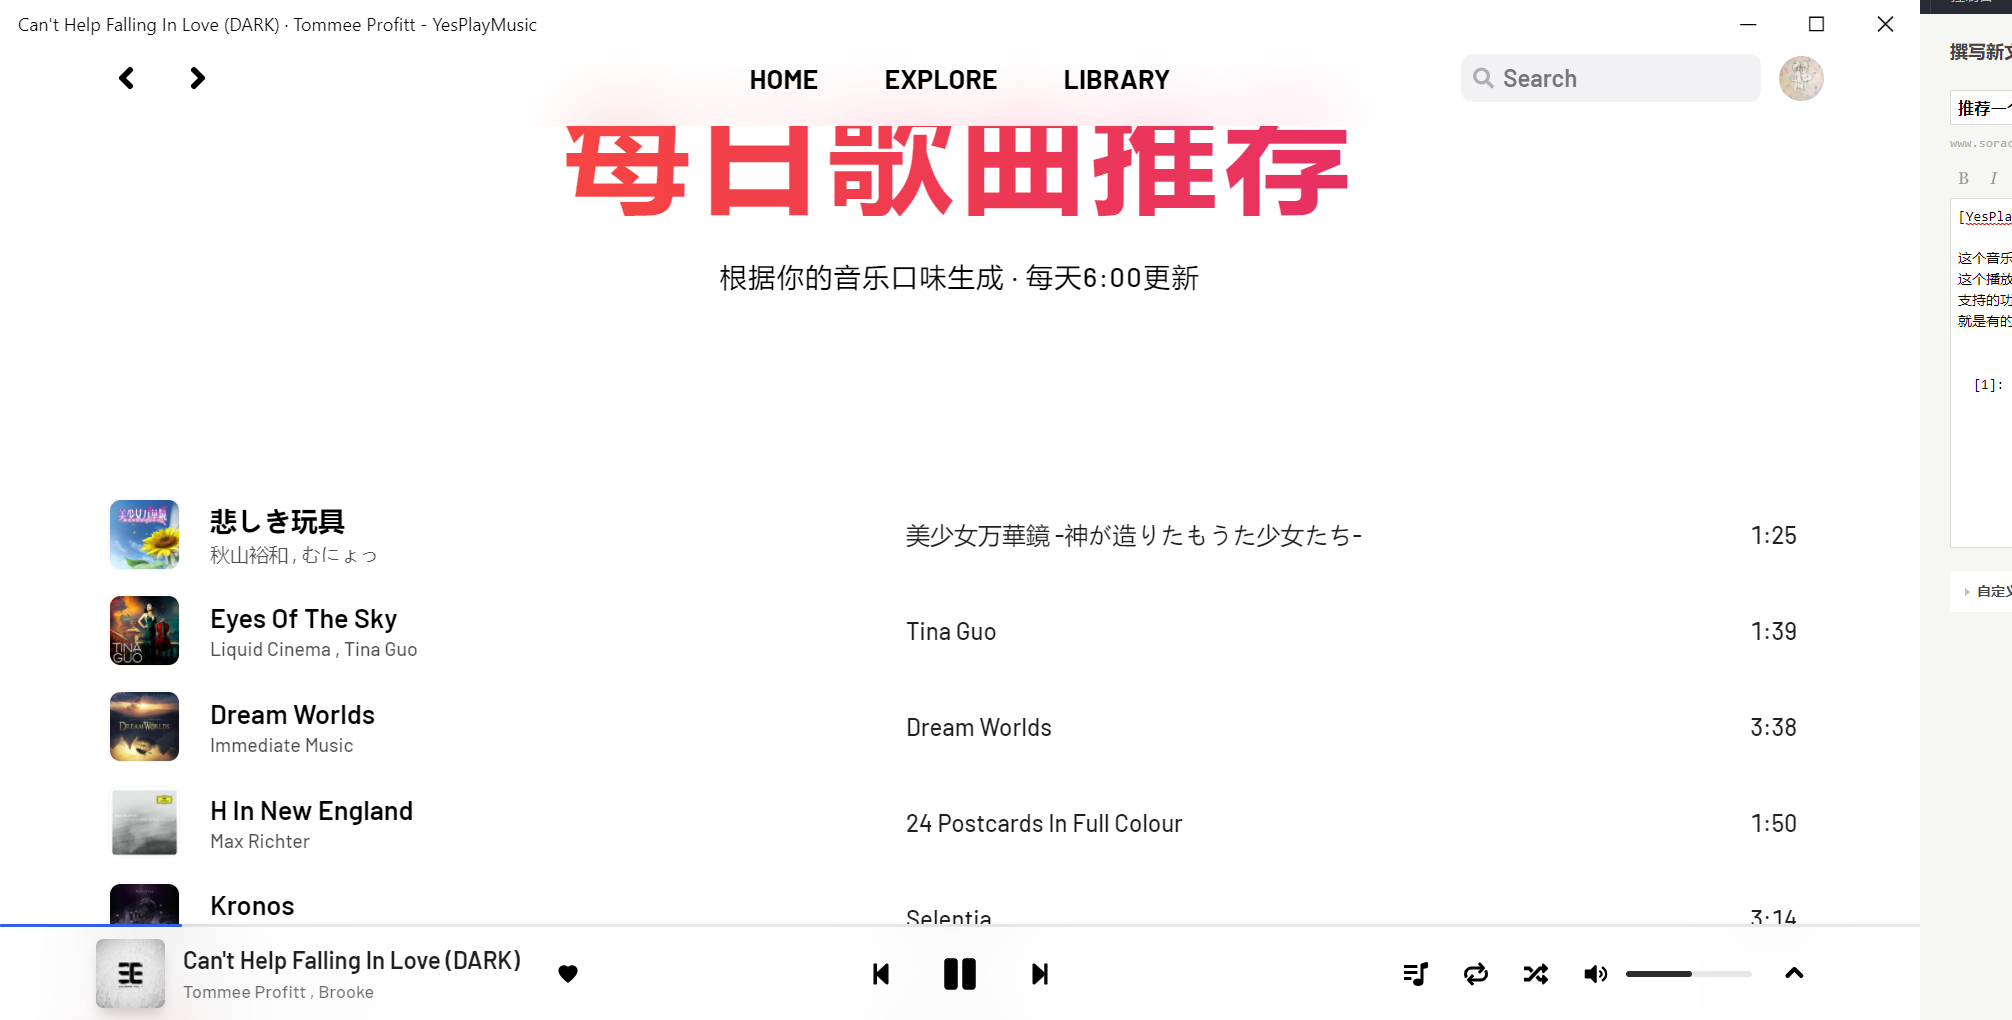 Can't Help Falling In Love (DARK) · Tommee Profitt - YesPlayMusic
HOME
EXPLORE
LIBRARY
Search
每日歌曲推荐
根据你的音乐口味生成 · 每天6:00更新
悲しき玩具
秋山裕和 , むにょっ
美少女万華鏡 -神が造りたもうた少女たち-
1:25
Eyes Of The Sky
Liquid Cinema , Tina Guo
Tina Guo
1:39
TINA
GUO
Dream Worlds
Immediate Music
Dream Worlds
3:38
DREAM WORLDS
H In New England
Max Richter
24 Postcards In Full Colour
1:50
Kronos
Selentia
3:14
Can't Help Falling In Love (DARK)
Tommee Profitt , Brooke
撰写新
推荐一
www.sorac
B I
[YesPla
这个音乐
这个播放
支持的功
就是有的
[1]:
自定